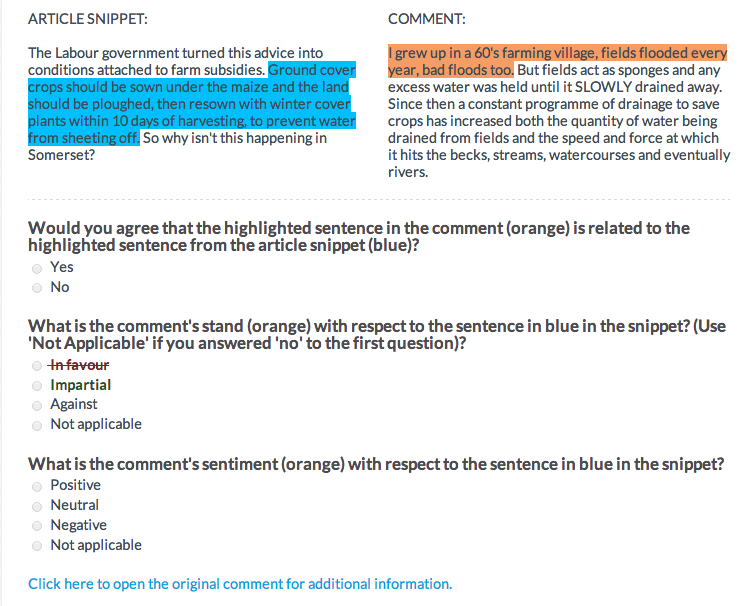 ARTICLE SNIPPET:
The Labour government turned this advice into
conditions attached to farm subsidies. Ground cover
crops should be sown under the maize and the land
should be ploughed, then resown with winter cover
plants within 10 days of harvesting, to prevent water
from sheeting off. So why isn't this happening in
Somerset?
COMMENT:
I grew up in a 60's farming village, fields flooded every
year, bad floods too. But fields act as sponges and any
excess water was held until it SLOWLY drained away.
Since then a constant programme of drainage to save
crops has increased both the quantity of water being
drained from fields and the speed and force at which
it hits the becks, streams, watercourses and eventually
rivers.
Would you agree that the highlighted sentence in the comment (orange) is related to the
highlighted sentence from the article snippet (blue)?
Yes
No
What is the comment's stand (orange) with respect to the sentence in blue in the snippet? (Use
'Not Applicable' if you answered 'no' to the first question)?
In favour
Impartial
Against
Not applicable
What is the comment's sentiment (orange) with respect to the sentence in blue in the snippet?
Positive
Neutral
Negative
Not applicable
Click here to open the original comment for additional information.